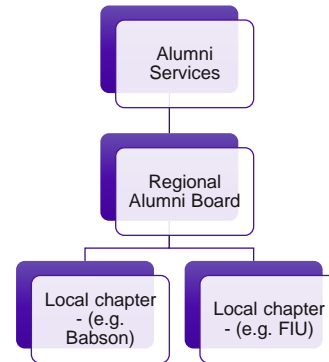 Alumni
Services
Regional
Alumni Board
Local chapter
- (e.g.
Babson)
Local chapter
- (e.g. FIU)